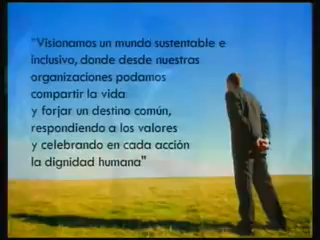 "Visionamos un mundo sustentable e
inclusivo, donde desde nuestras
organizaciones podamos
compartir la vida
y forjar un destino común,
respondiendo a los valores
y celebrando en cada acción
la dignidad humana"